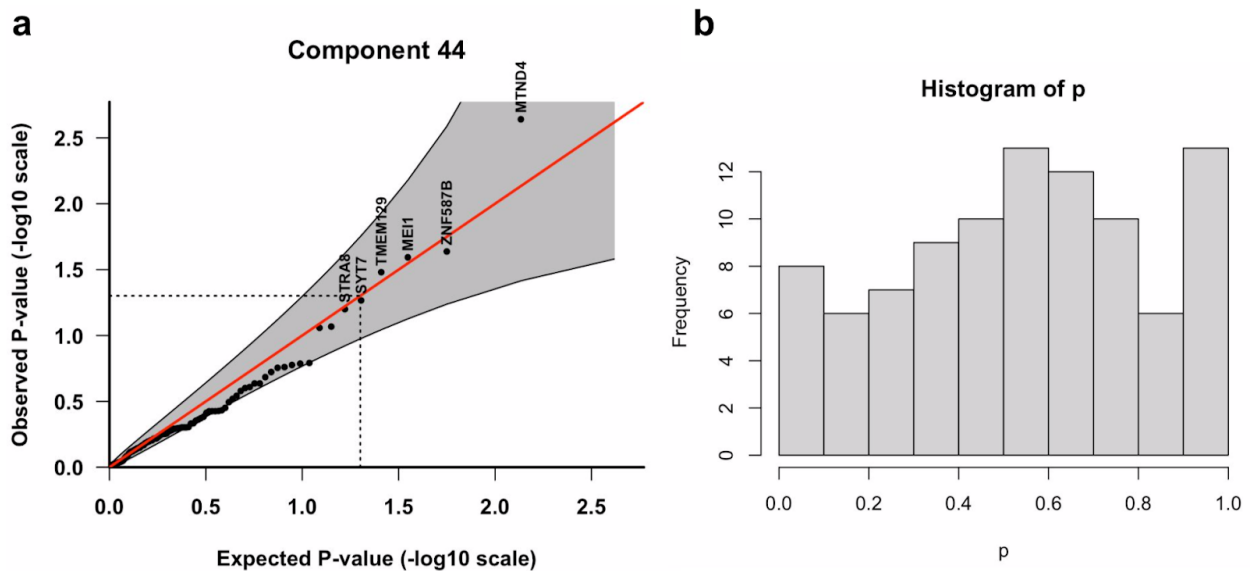 a
Component 44
Observed P-value (-log10 scale)
2.5
2.0
1.5
1.0
0.5
0.0
STRA8
SYT7
TMEM129
MEI1
ZNF587B
MTND4
0.0 0.5 1.0 1.5 2.0 2.5
Expected P-value (-log10 scale)
b
Histogram of p
Frequency
12
10
8
6
4
2
0
0.0 0.2 0.4 0.6 0.8 1.0
p